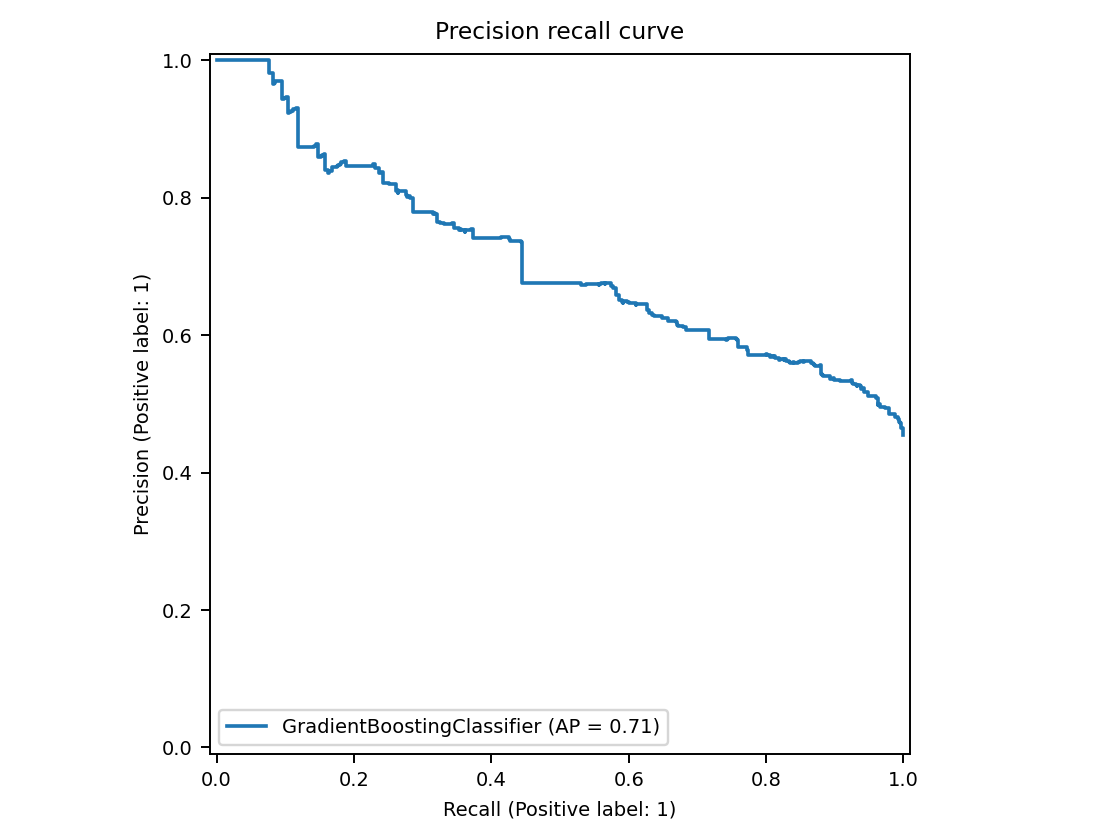 Precision recall curve
1.0
0.8
0.6
0.4
0.2
0.0
Precision (Positive label: 1)
GradientBoostingClassifier (AP = 0.71)
0.0 0.2 0.4 0.6 0.8 1.0
Recall (Positive label: 1)